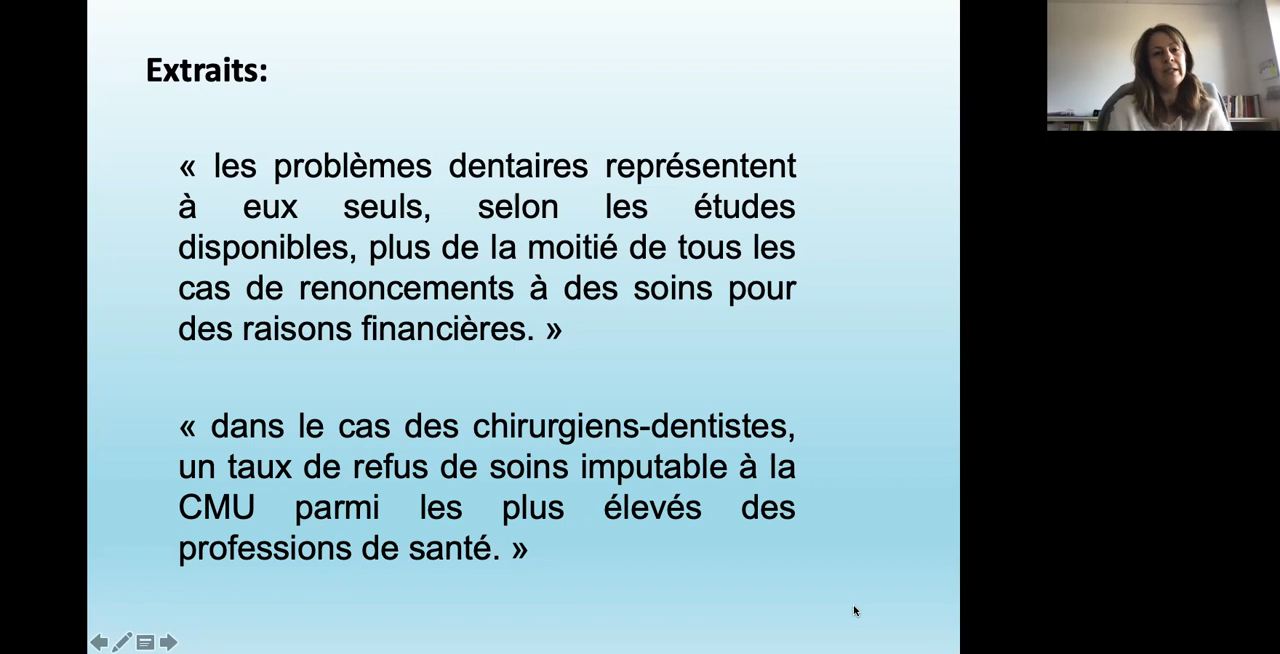 Extraits:
« les problèmes dentaires représentent
à eux seuls, selon les études
disponibles, plus de la moitié de tous les
cas de renoncements à des soins pour
des raisons financières. »
« dans le cas des chirurgiens-dentistes,
un taux de refus de soins imputable à la
CMU parmi les plus élevés des
professions de santé. »